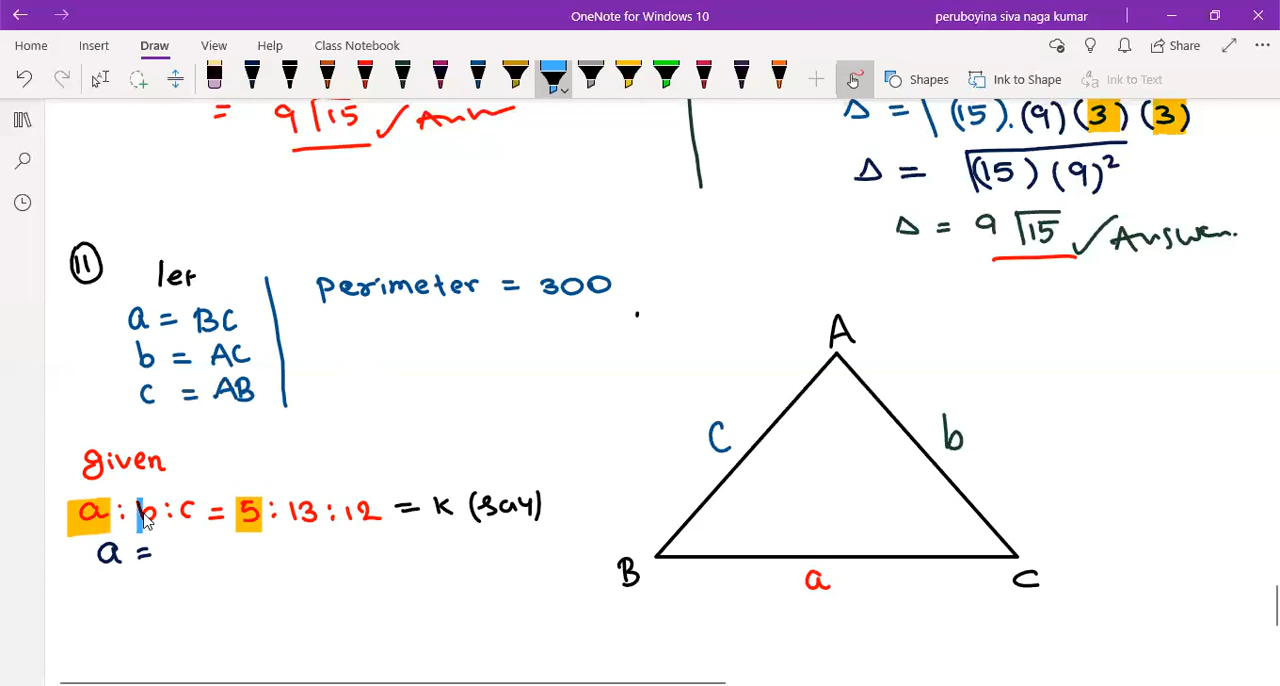 OneNote for Windows 10
peruboyina siva naga kumar
Home Insert Draw View Help Class Notebook Share
Shapes Ink to Shape Ink to Text
= 9√15 ✓ Answ
Δ = √(15).(9)(3)(3)
Δ = √(15)(9)²
Δ = 9√15 ✓ Answer.
11 let
a = BC
b = AC
c = AB
perimeter = 300
given
a : b : c = 5 : 13 : 12 = K (say)
a =
A
c
b
B
a
C